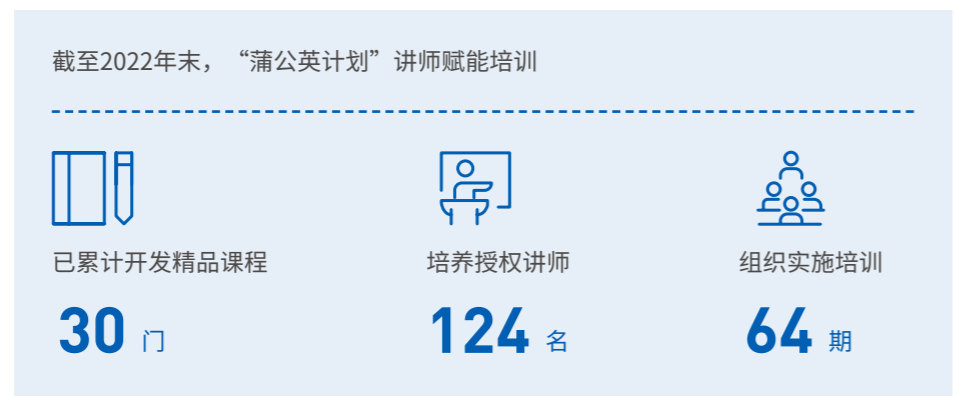 截至2022年末，“蒲公英计划”讲师赋能培训
已累计开发精品课程
30 门
培养授权讲师
124 名
组织实施培训
64 期